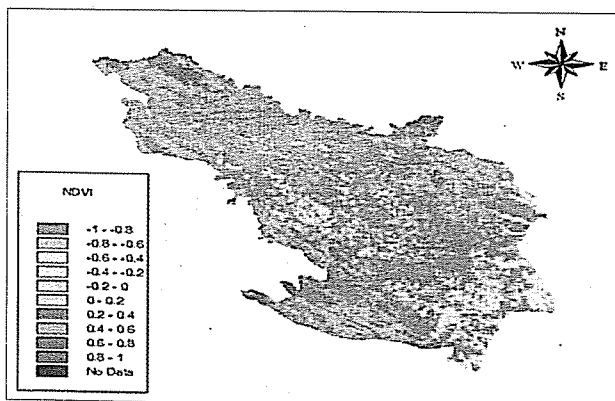 N
W E
S
NDVI
-1 - -0.8
-0.8 - -0.6
-0.6 - -0.4
-0.4 - -0.2
-0.2 - 0
0 - 0.2
0.2 - 0.4
0.4 - 0.6
0.6 - 0.8
0.8 - 1
No Data